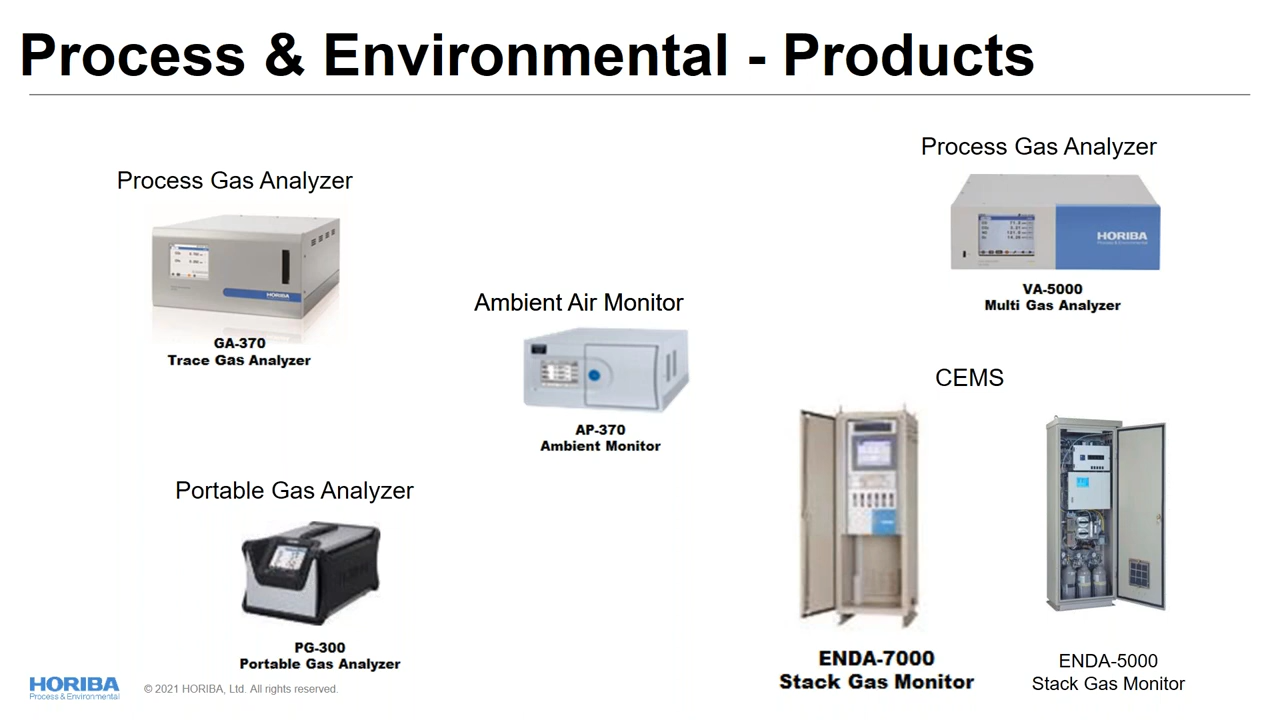 Process & Environmental - Products
Process Gas Analyzer
HORIBA
GA-370
Trace Gas Analyzer
Ambient Air Monitor
AP-370
Ambient Monitor
Process Gas Analyzer
HORIBA
Process & Environmental
VA-5000
Multi Gas Analyzer
CEMS
Portable Gas Analyzer
PG-300
Portable Gas Analyzer
ENDA-7000
Stack Gas Monitor
ENDA-5000
Stack Gas Monitor
HORIBA
Process & Environmental
© 2021 HORIBA, Ltd. All rights reserved.